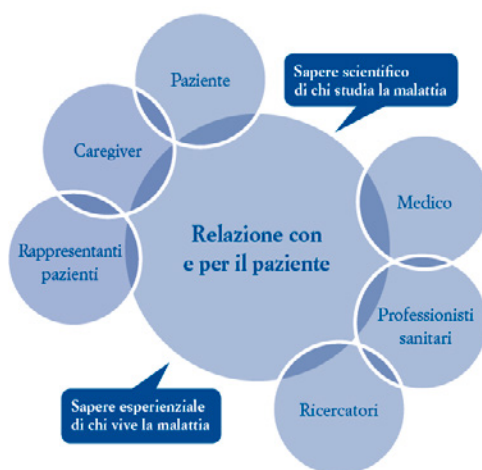 Paziente
Sapere scientifico
di chi studia la malattia
Caregiver
Medico
Relazione con
e per il paziente
Rappresentanti
pazienti
Professionisti
sanitari
Sapere esperienziale
di chi vive la malattia
Ricercatori